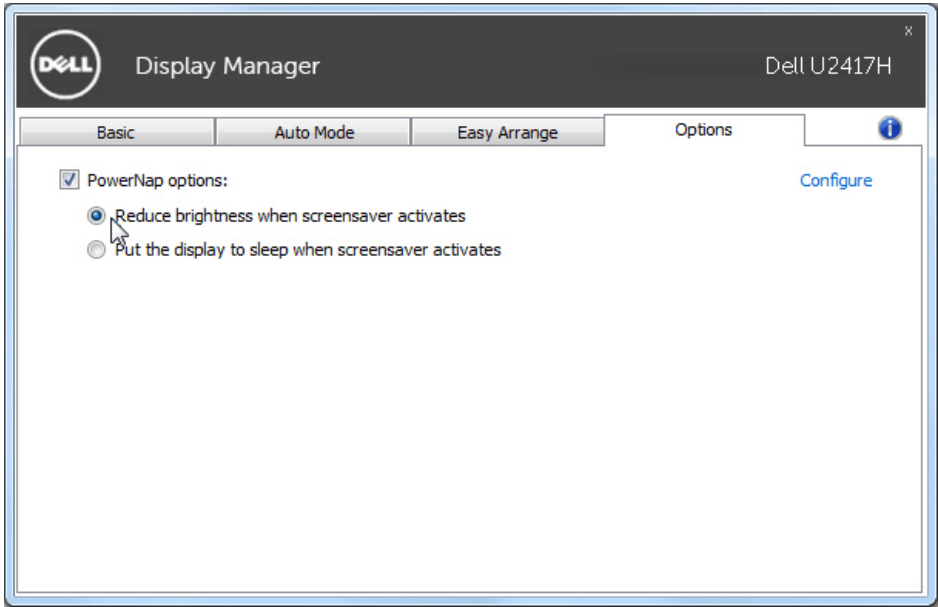 x
DELL
Display Manager
Dell U2417H
Basic
Auto Mode
Easy Arrange
Options
i
PowerNap options:
Configure
Reduce brightness when screensaver activates
Put the display to sleep when screensaver activates